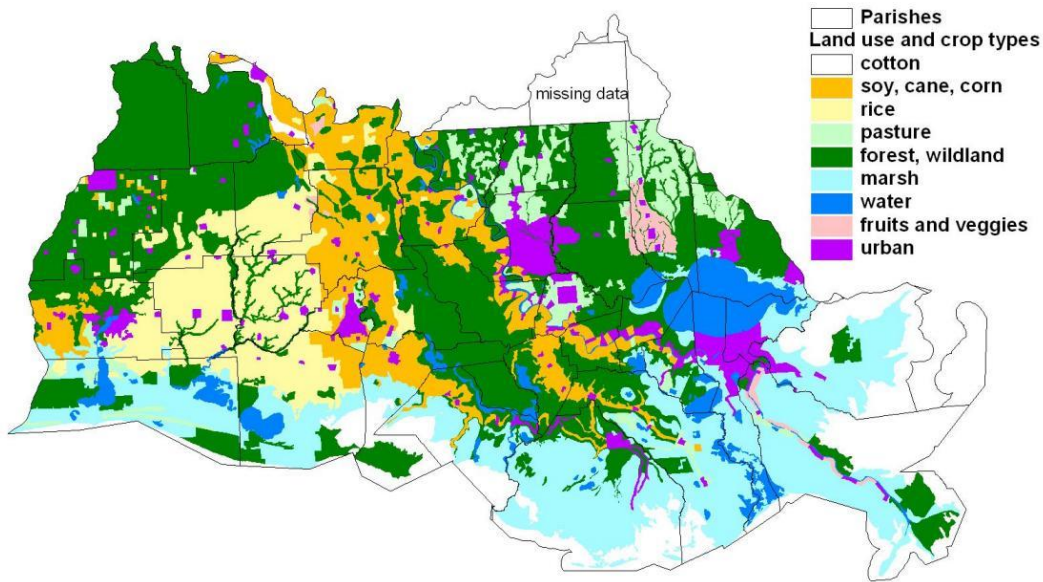 Parishes
Land use and crop types
cotton
soy, cane, corn
rice
pasture
forest, wildland
marsh
water
fruits and veggies
urban
missing data